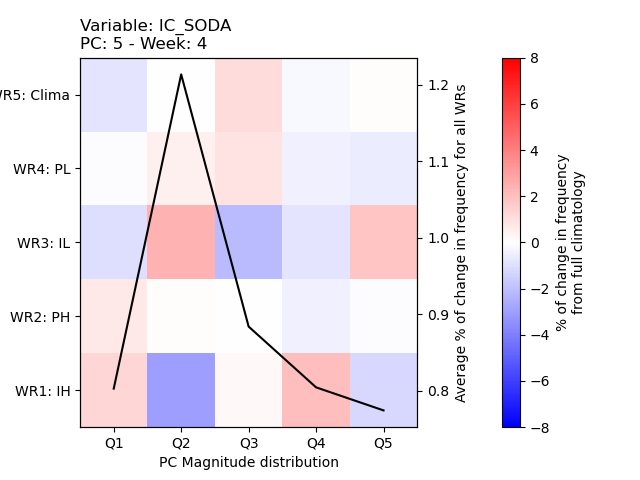 Variable: IC_SODA
PC: 5 - Week: 4
WR5: Clima
WR4: PL
WR3: IL
WR2: PH
WR1: IH
Q1 Q2 Q3 Q4 Q5
PC Magnitude distribution
1.2
1.1
1.0
0.9
0.8
Average % of change in frequency for all WRs
8
6
4
2
0
−2
−4
−6
−8
% of change in frequency
from full climatology